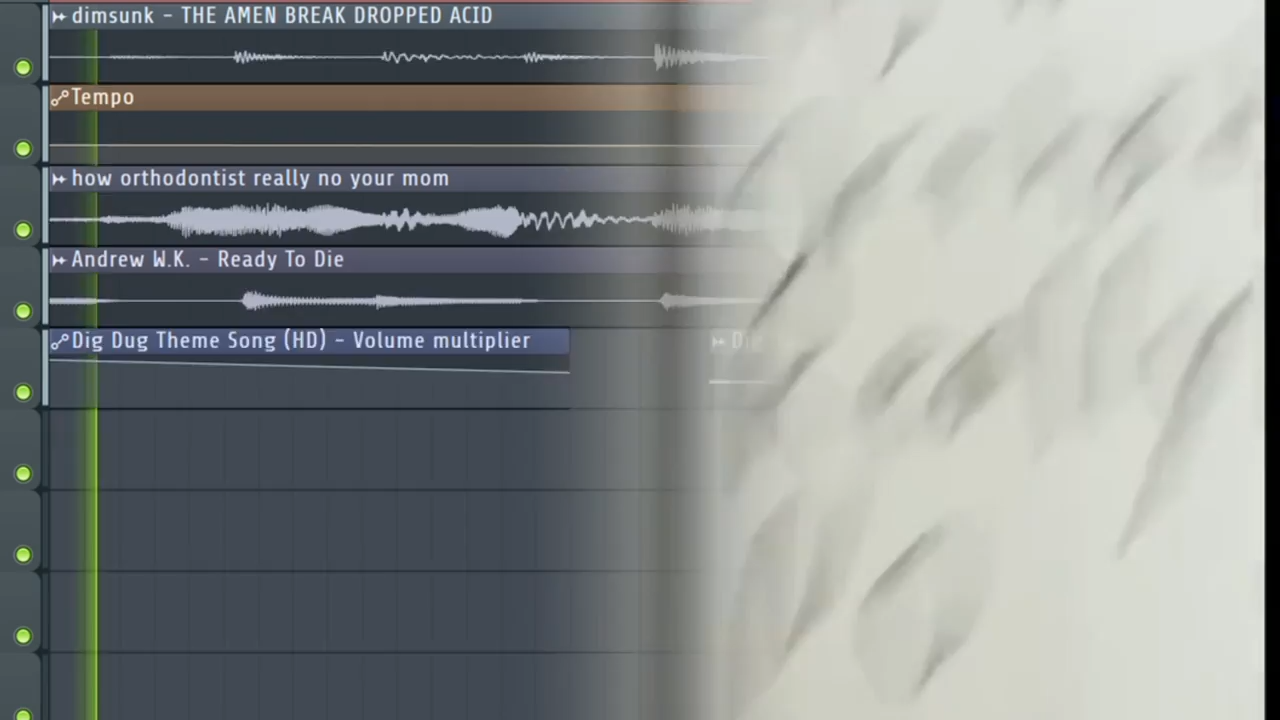 dimsunk - THE AMEN BREAK DROPPED ACID
Tempo
how orthodontist really no your mom
Andrew W.K. - Ready To Die
Dig Dug Theme Song (HD) - Volume multiplier